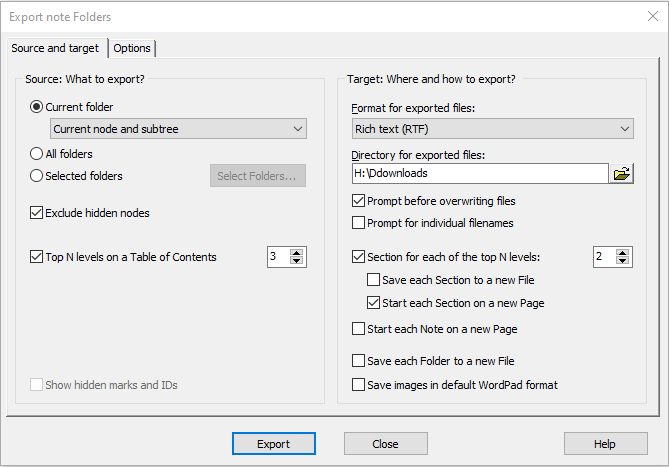 Export note Folders
Source and target
Options
Source: What to export?
Current folder
Current node and subtree
All folders
Selected folders
Select Folders...
Exclude hidden nodes
Top N levels on a Table of Contents
3
Show hidden marks and IDs
Target: Where and how to export?
Format for exported files:
Rich text (RTF)
Directory for exported files:
H:\Ddownloads
Prompt before overwriting files
Prompt for individual filenames
Section for each of the top N levels:
2
Save each Section to a new File
Start each Section on a new Page
Start each Note on a new Page
Save each Folder to a new File
Save images in default WordPad format
Export
Close
Help